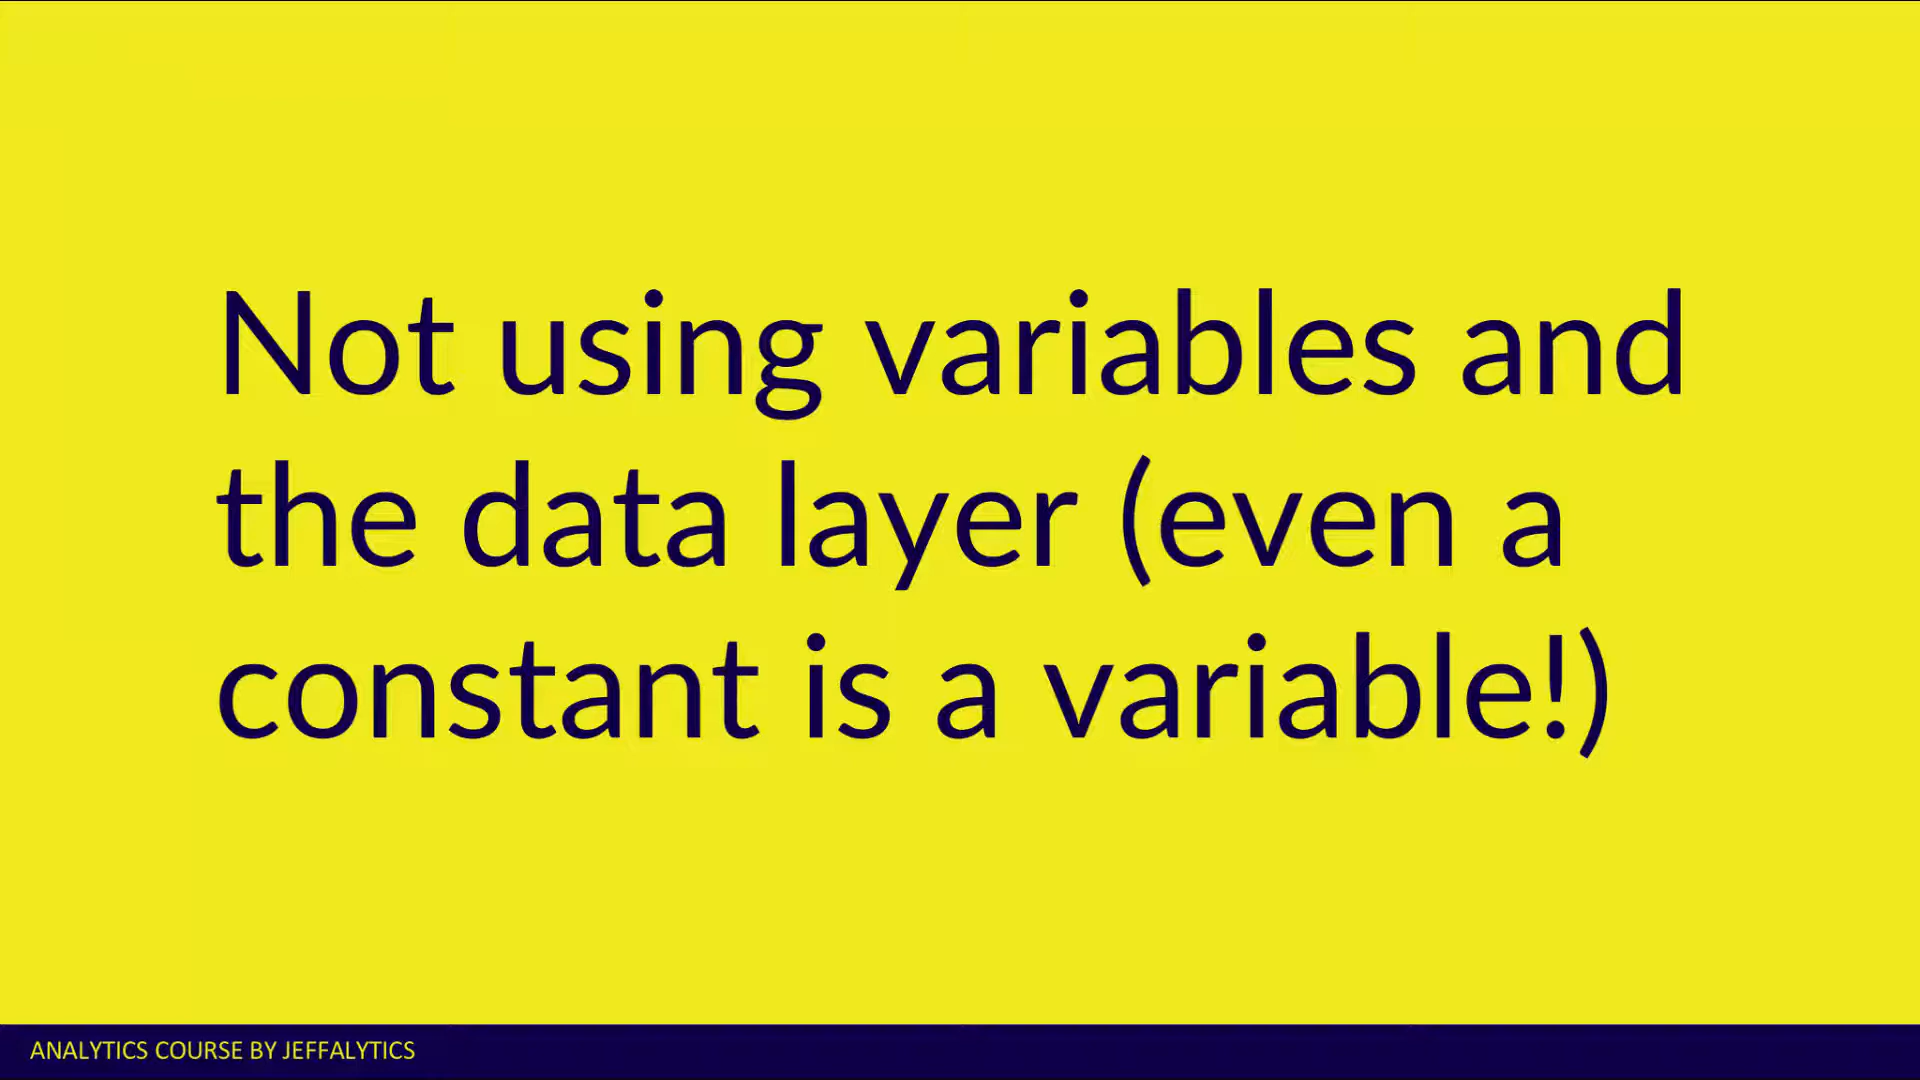 Not using variables and
the data layer (even a
constant is a variable!)
ANALYTICS COURSE BY JEFFALYTICS